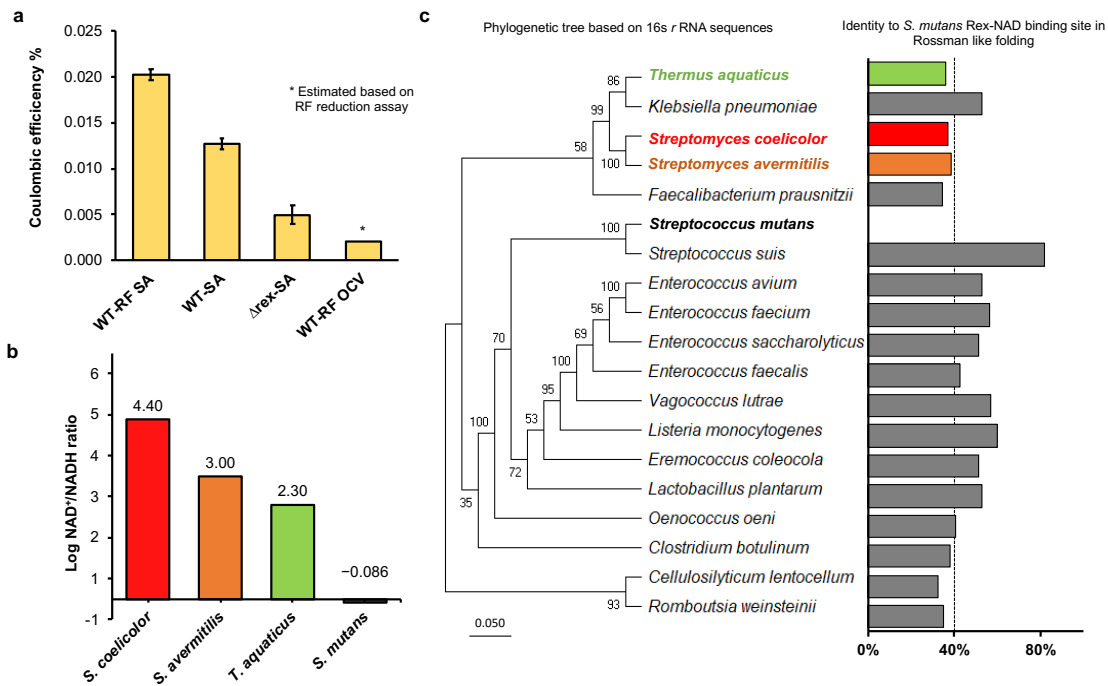 a
0.025
0.020
0.015
0.010
0.005
0.000
Coulombic efficicency %
* Estimated based on
RF reduction assay
*
WT-RF SA
WT-SA
∆rex-SA
WT-RF OCV
b
6
5
4
3
2
1
-1
Log NAD⁺/NADH ratio
4.40
3.00
2.30
−0.086
S. coelicolor
S. avermitilis
T. aquaticus
S. mutans
c
Phylogenetic tree based on 16s r RNA sequences
Identity to S. mutans Rex-NAD binding site in
Rossman like folding
Thermus aquaticus
Klebsiella pneumoniae
Streptomyces coelicolor
Streptomyces avermitilis
Faecalibacterium prausnitzii
Streptococcus mutans
Streptococcus suis
Enterococcus avium
Enterococcus faecium
Enterococcus saccharolyticus
Enterococcus faecalis
Vagococcus lutrae
Listeria monocytogenes
Eremococcus coleocola
Lactobacillus plantarum
Oenococcus oeni
Clostridium botulinum
Cellulosilyticum lentocellum
Romboutsia weinsteinii
86
99
58
100
100
70
100
56
69
100
95
53
72
100
35
93
0.050
0%
40%
80%